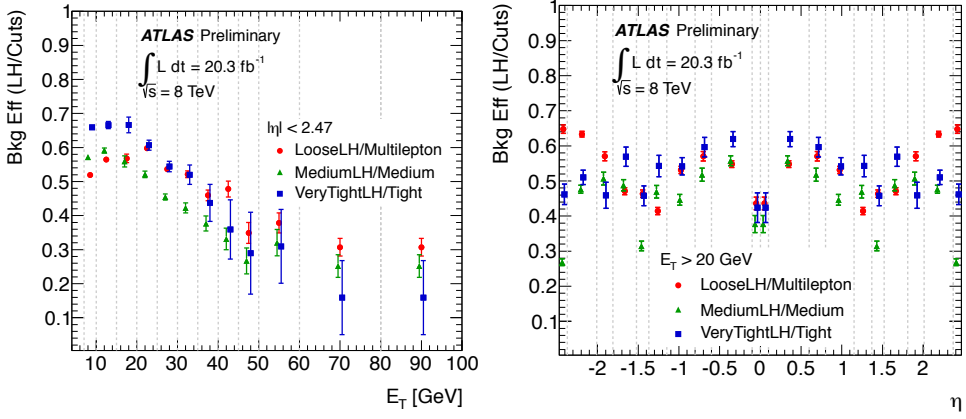 Bkg Eff (LH/Cuts)
1
0.9
0.8
0.7
0.6
0.5
0.4
0.3
0.2
0.1
ATLAS Preliminary
∫ L dt = 20.3 fb⁻¹
√s = 8 TeV
hηl < 2.47
LooseLH/Multilepton
MediumLH/Medium
VeryTightLH/Tight
10 20 30 40 50 60 70 80 90 100
E_T [GeV]
Bkg Eff (LH/Cuts)
1
0.9
0.8
0.7
0.6
0.5
0.4
0.3
0.2
0.1
ATLAS Preliminary
∫ L dt = 20.3 fb⁻¹
√s = 8 TeV
E_T > 20 GeV
LooseLH/Multilepton
MediumLH/Medium
VeryTightLH/Tight
-2 -1.5 -1 -0.5 0 0.5 1 1.5 2
η